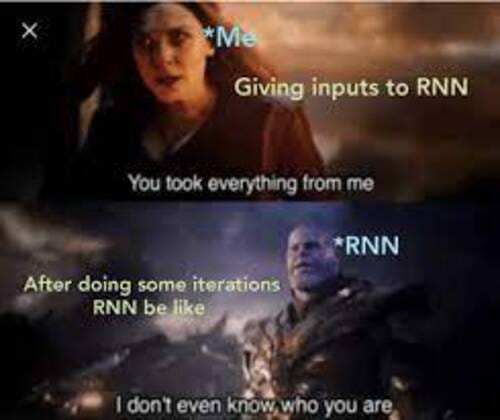 *Me
Giving inputs to RNN
You took everything from me
*RNN
After doing some iterations
RNN be like
I don't even know who you are